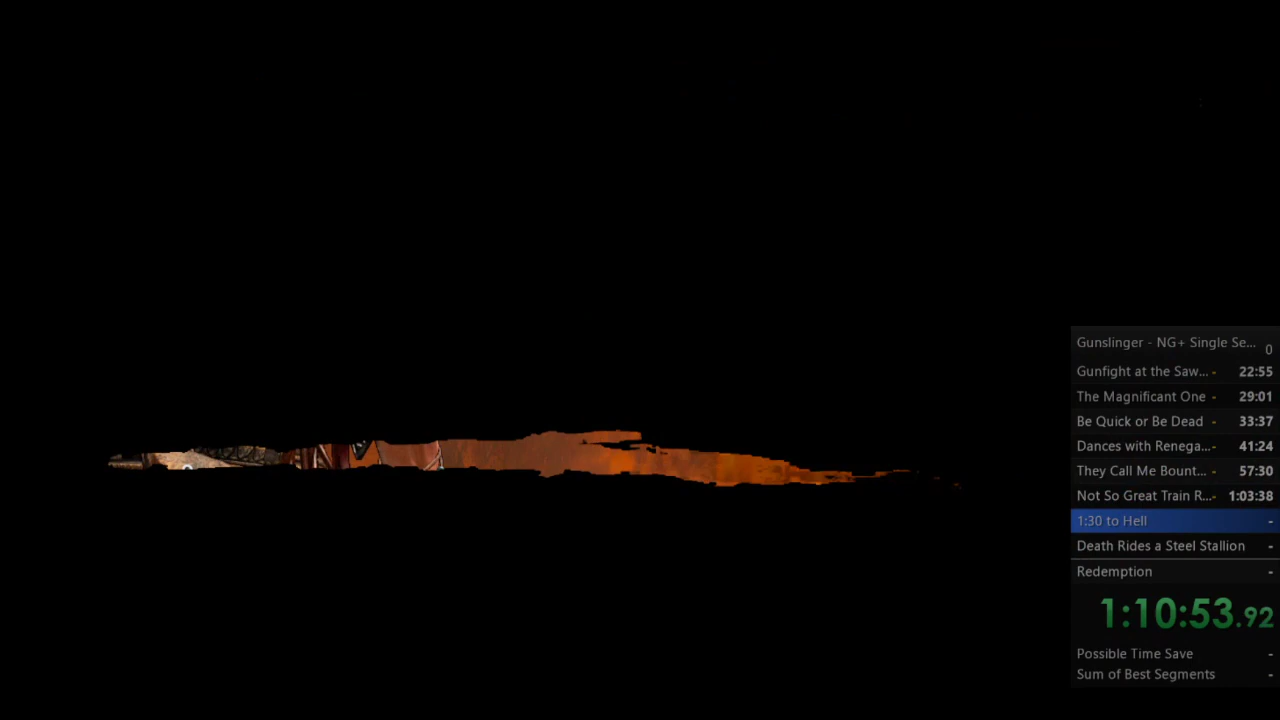 Gunslinger - NG+ Single Se... 0
Gunfight at the Saw... - 22:55
The Magnificant One - 29:01
Be Quick or Be Dead - 33:37
Dances with Renega... - 41:24
They Call Me Bount... - 57:30
Not So Great Train R... - 1:03:38
1:30 to Hell -
Death Rides a Steel Stallion -
Redemption -
1:10:53.92
Possible Time Save -
Sum of Best Segments -